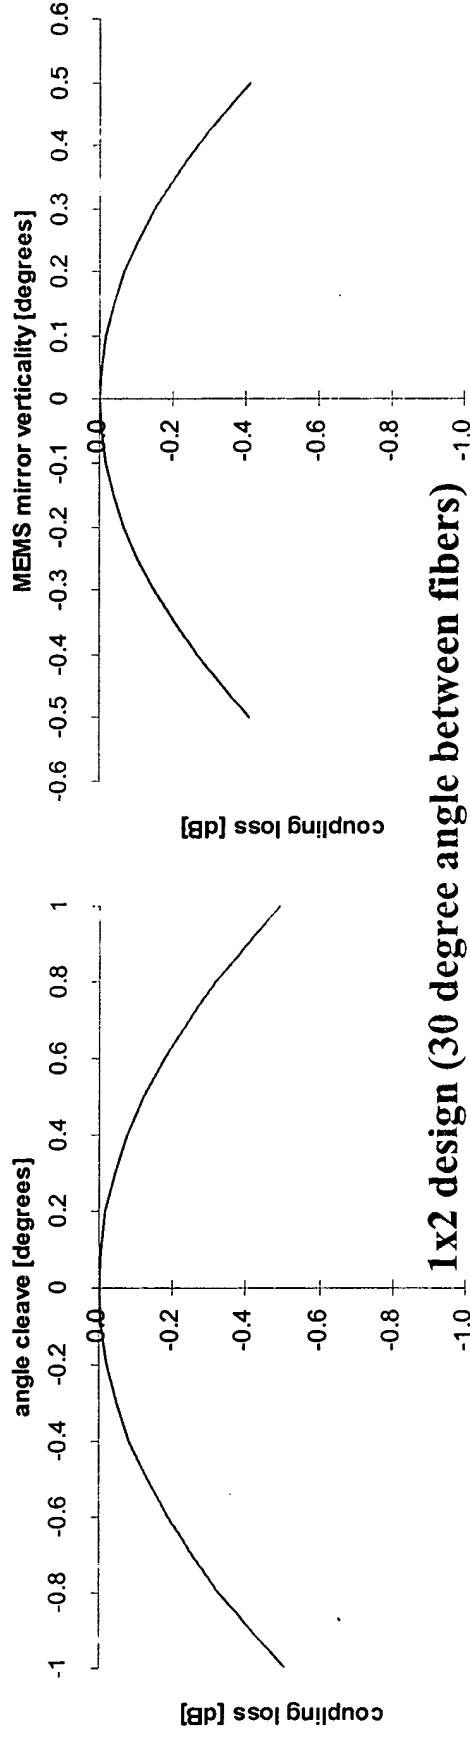 angle cleave [degrees]
-1 -0.8 -0.6 -0.4 -0.2 0 0.2 0.4 0.6 0.8 1
0.0
-0.2
-0.4
-0.6
-0.8
-1.0
coupling loss [dB]
MEMS mirror verticality [degrees]
-0.6 -0.5 -0.4 -0.3 -0.2 -0.1 0 0.1 0.2 0.3 0.4 0.5 0.6
0.0
-0.2
-0.4
-0.6
-0.8
-1.0
coupling loss [dB]
1x2 design (30 degree angle between fibers)